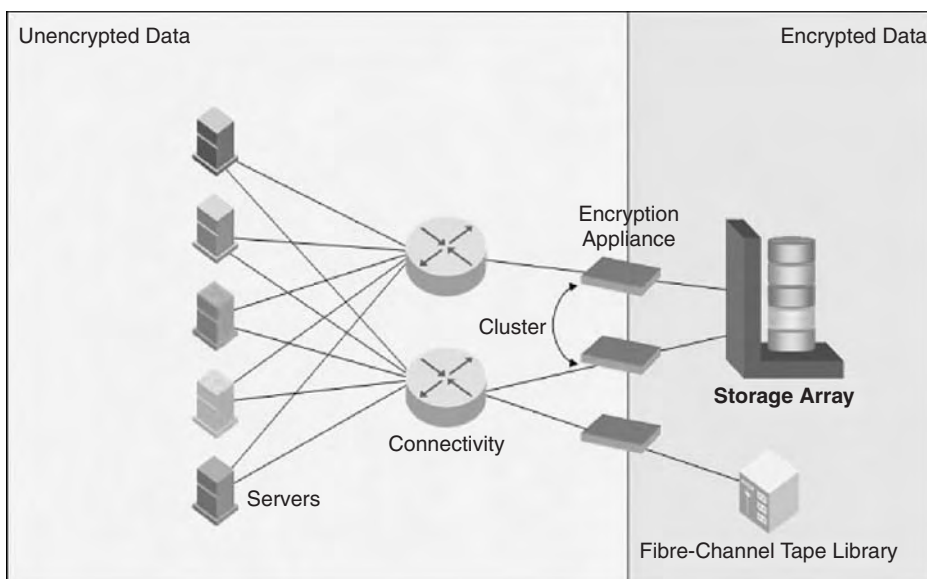 Unencrypted Data
Encrypted Data
Encryption
Appliance
Cluster
Storage Array
Connectivity
Servers
Fibre-Channel Tape Library